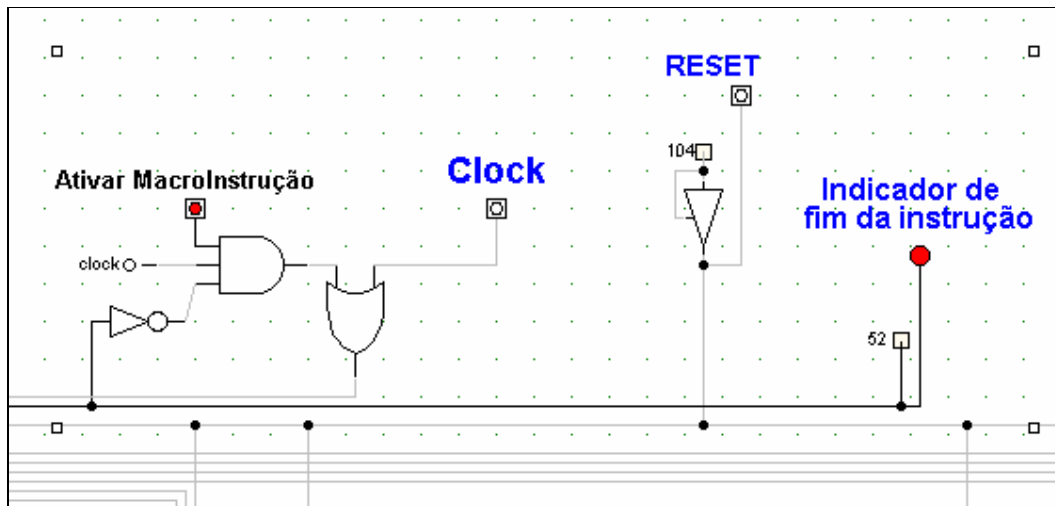 RESET
104
Ativar MacroInstrução
Clock
Indicador de
fim da instrução
clock
52